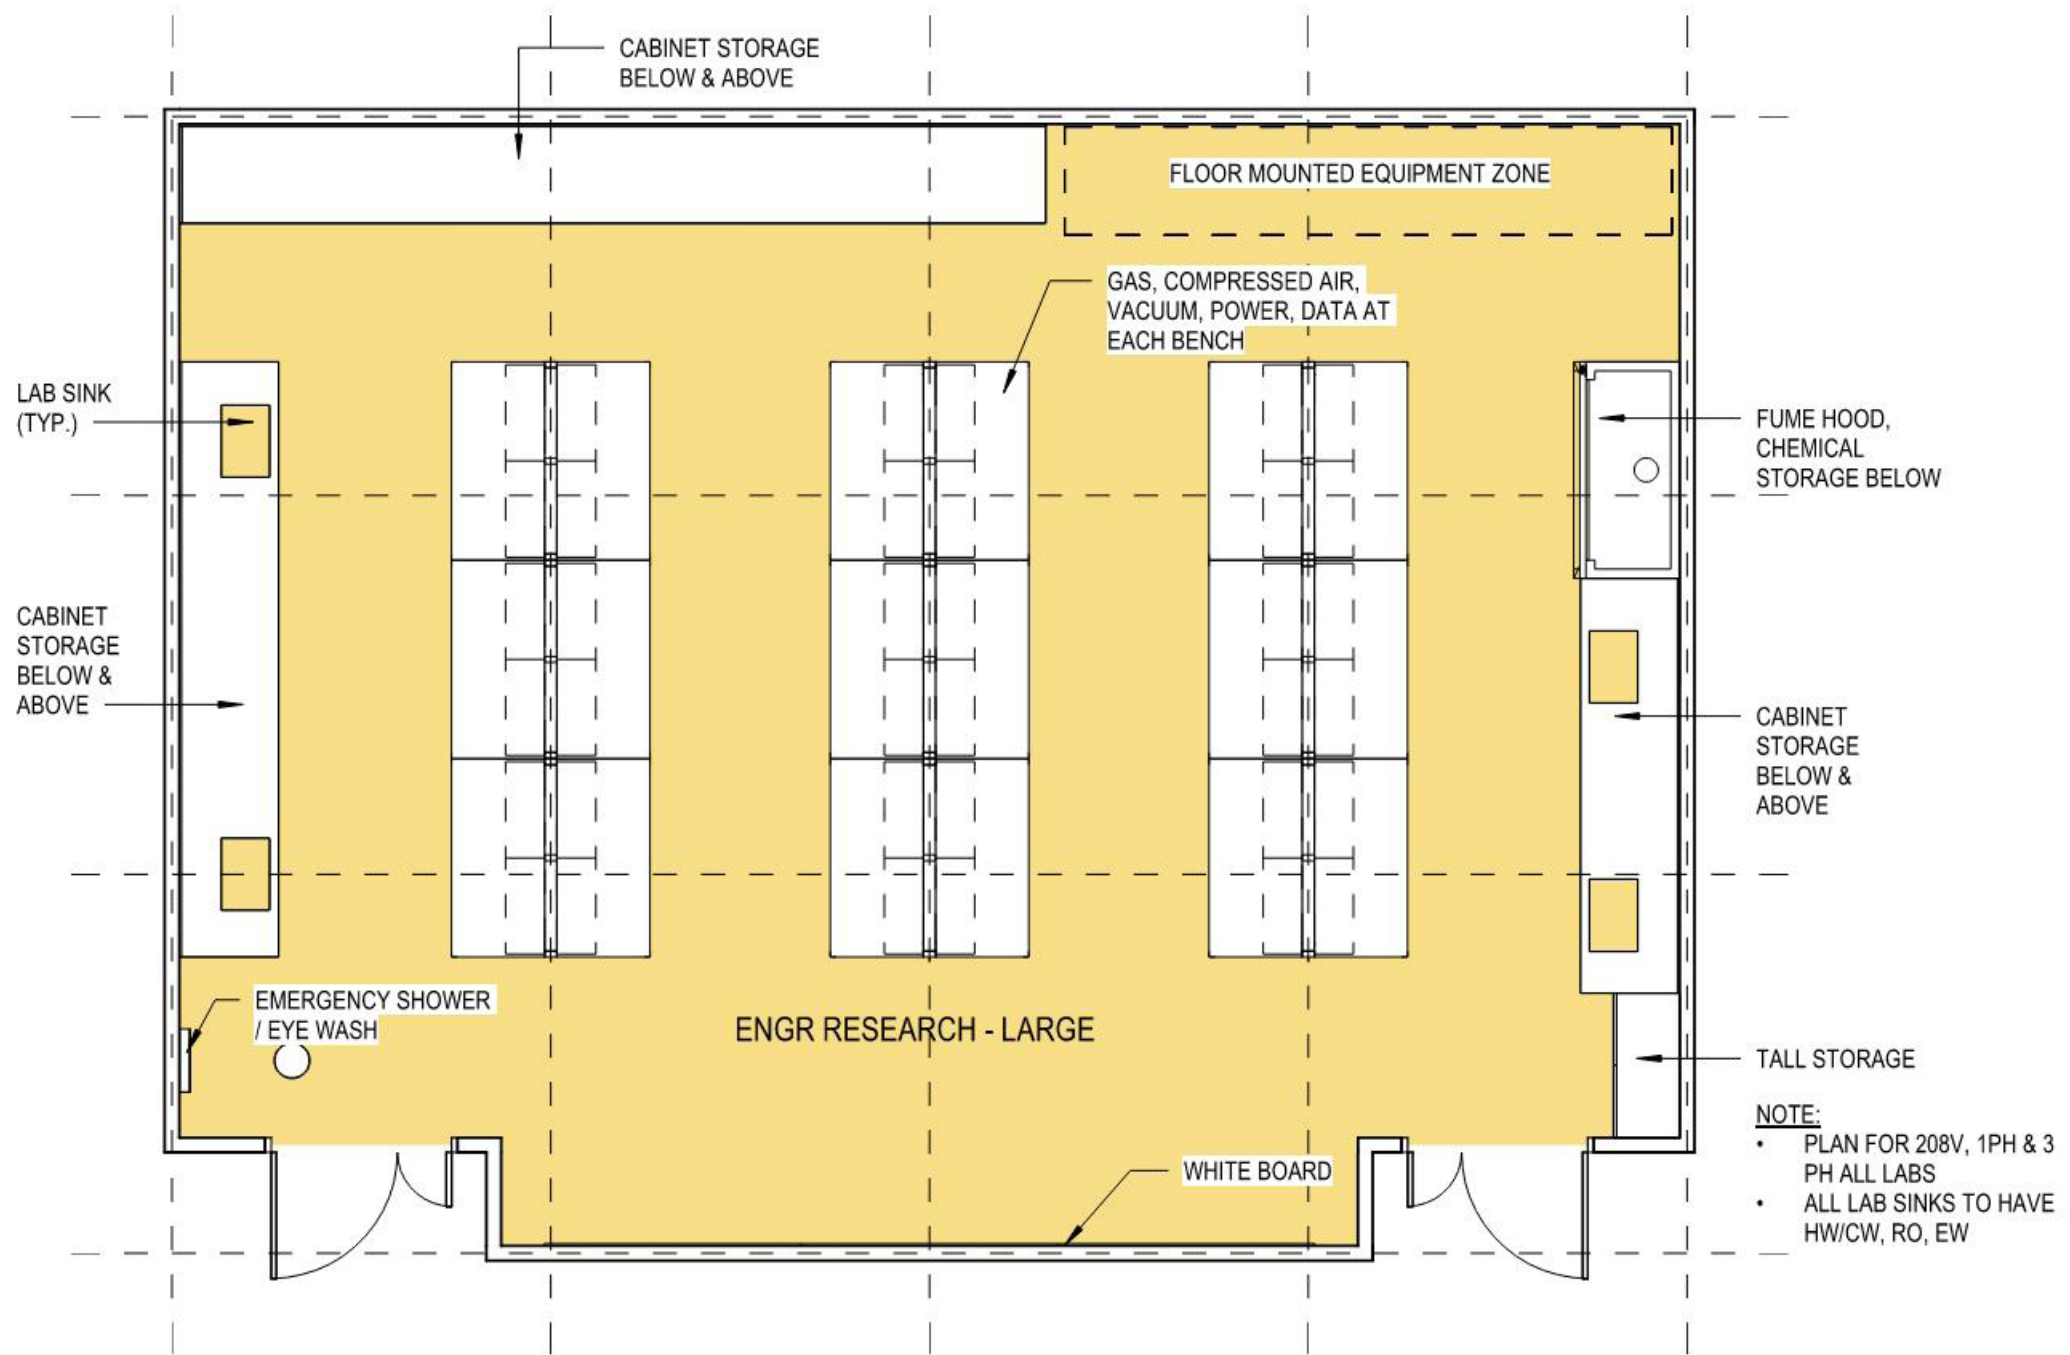 CABINET STORAGE
BELOW & ABOVE
FLOOR MOUNTED EQUIPMENT ZONE
GAS, COMPRESSED AIR,
VACUUM, POWER, DATA AT
EACH BENCH
LAB SINK
(TYP.)
FUME HOOD,
CHEMICAL
STORAGE BELOW
CABINET
STORAGE
BELOW &
ABOVE
CABINET
STORAGE
BELOW &
ABOVE
EMERGENCY SHOWER
/ EYE WASH
ENGR RESEARCH - LARGE
TALL STORAGE
WHITE BOARD
NOTE:
• PLAN FOR 208V, 1PH & 3
PH ALL LABS
• ALL LAB SINKS TO HAVE
HW/CW, RO, EW